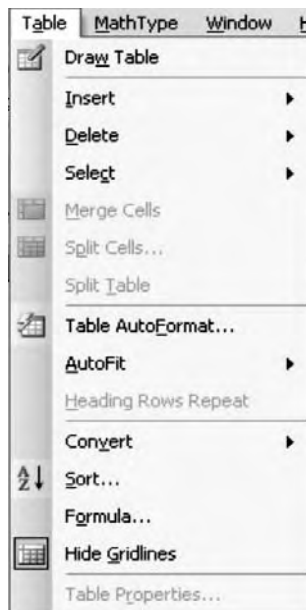 Table MathType Window H
Draw Table
Insert
Delete
Select
Merge Cells
Split Cells...
Split Table
Table AutoFormat...
AutoFit
Heading Rows Repeat
Convert
A Z Sort...
Formula...
Hide Gridlines
Table Properties...